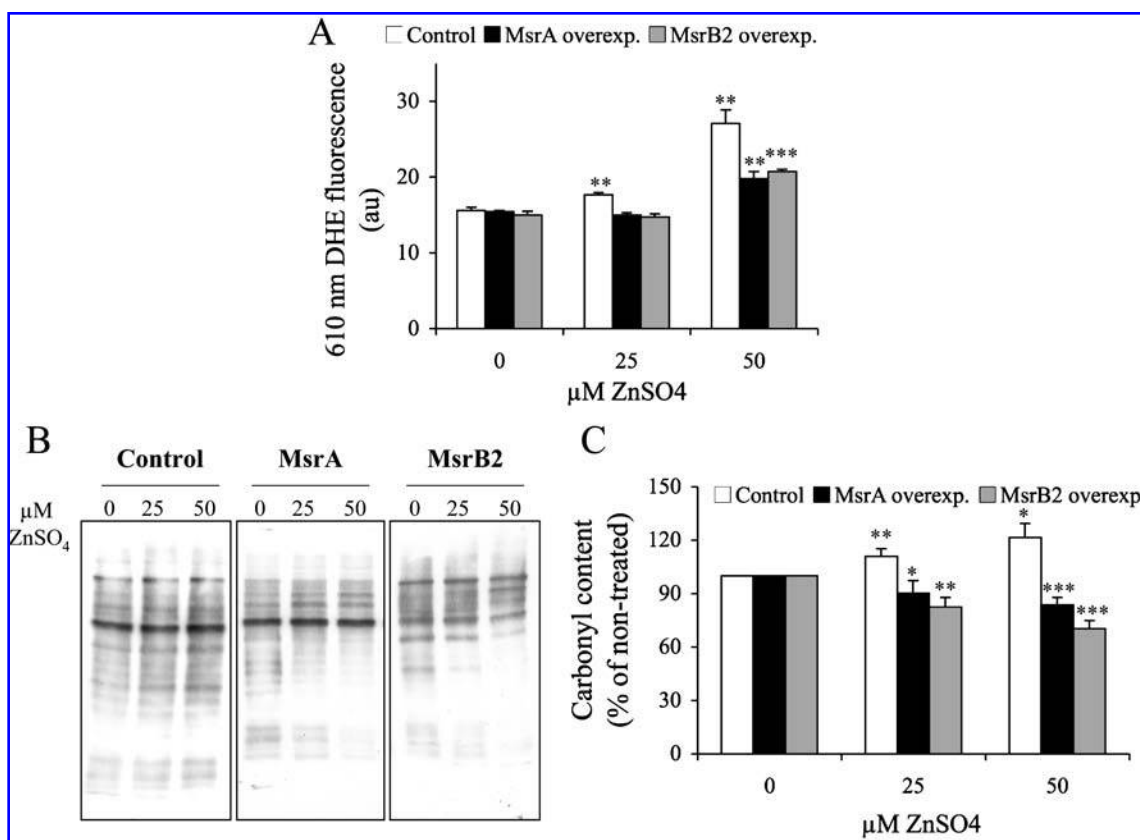 A
Control MsrA overexp. MsrB2 overexp.
610 nm DHE fluorescence
(au)
30
20
10
0
** ** ** ***
0 25 50
µM ZnSO4
B
Control MsrA MsrB2
µM
ZnSO4
0 25 50 0 25 50 0 25 50
C
Control MsrA overexp. MsrB2 overexp.
Carbonyl content
(% of non-treated)
150
120
90
60
30
0
** * ** * *** ***
0 25 50
µM ZnSO4